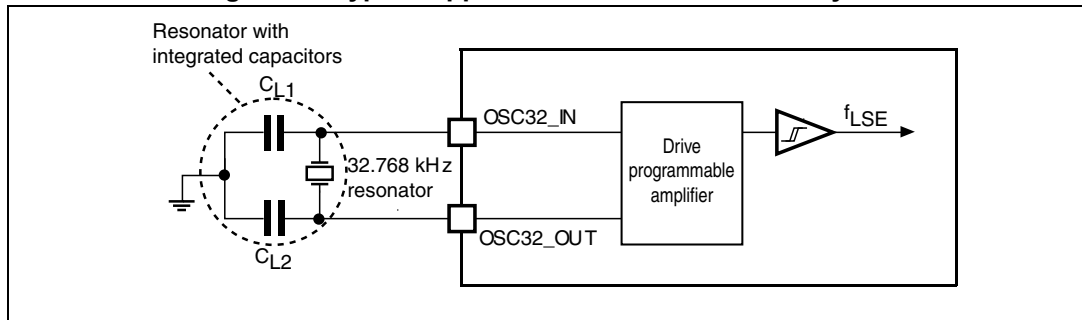 Resonator with
integrated capacitors
CL1
OSC32_IN
fLSE
Drive
programmable
amplifier
32.768 kHz
resonator
OSC32_OUT
CL2